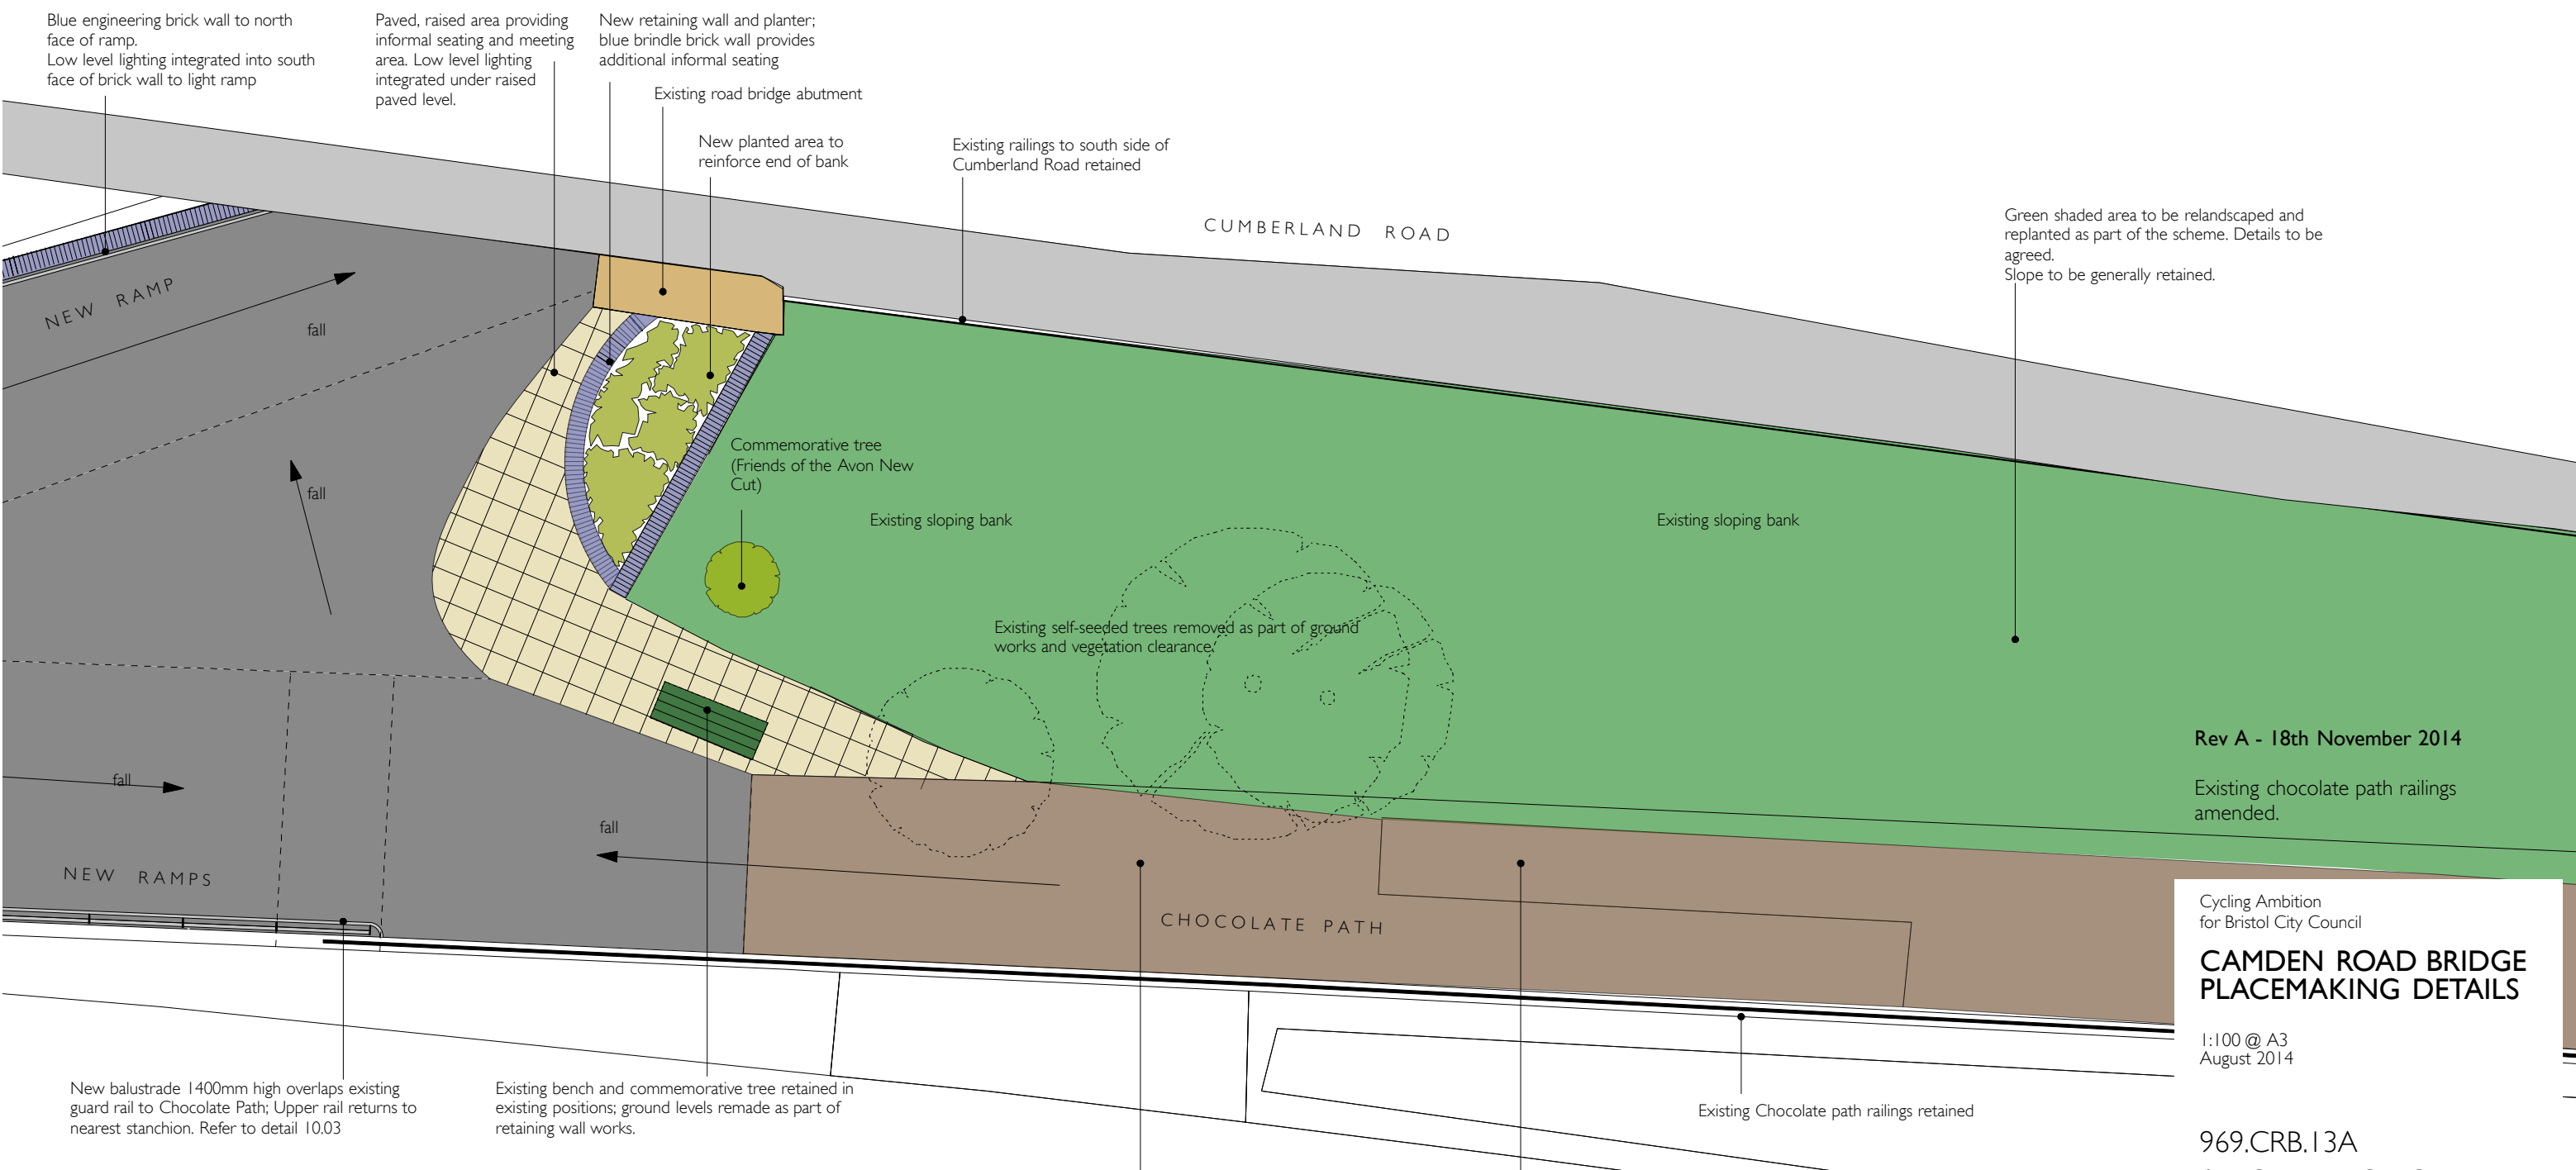 Blue engineering brick wall to north
face of ramp.
Low level lighting integrated into south
face of brick wall to light ramp
Paved, raised area providing
informal seating and meeting
area. Low level lighting
integrated under raised
paved level.
New retaining wall and planter;
blue brindle brick wall provides
additional informal seating
Existing road bridge abutment
New planted area to
reinforce end of bank
Existing railings to south side of
Cumberland Road retained
CUMBERLAND ROAD
Green shaded area to be relandscaped and
replanted as part of the scheme. Details to be
agreed.
Slope to be generally retained.
NEW RAMP
fall
fall
Commemorative tree
(Friends of the Avon New
Cut)
Existing sloping bank
Existing sloping bank
Existing self-seeded trees removed as part of ground
works and vegetation clearance.
Rev A - 18th November 2014
Existing chocolate path railings
amended.
fall
fall
NEW RAMPS
CHOCOLATE PATH
Cycling Ambition
for Bristol City Council
CAMDEN ROAD BRIDGE
PLACEMAKING DETAILS
1:100 @ A3
August 2014
969.CRB.13A
New balustrade 1400mm high overlaps existing
guard rail to Chocolate Path; Upper rail returns to
nearest stanchion. Refer to detail 10.03
Existing bench and commemorative tree retained in
existing positions; ground levels remade as part of
retaining wall works.
Existing Chocolate path railings retained